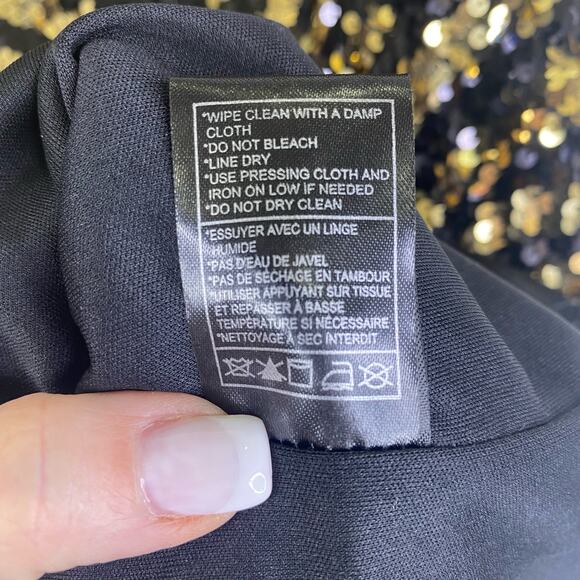 *WIPE CLEAN WITH A DAMP
CLOTH
*DO NOT BLEACH
*LINE DRY
*USE PRESSING CLOTH AND
IRON ON LOW IF NEEDED
*DO NOT DRY CLEAN
*ESSUYER AVEC UN LINGE
HUMIDE
*PAS D'EAU DE JAVEL
*PAS DE SÉCHAGE EN TAMBOUR
*UTILISER APPUYANT SUR TISSUE
ET REPASSER À BASSE
TEMPÉRATURE SI NÉCESSAIRE
*NETTOYAGE À SEC INTERDIT